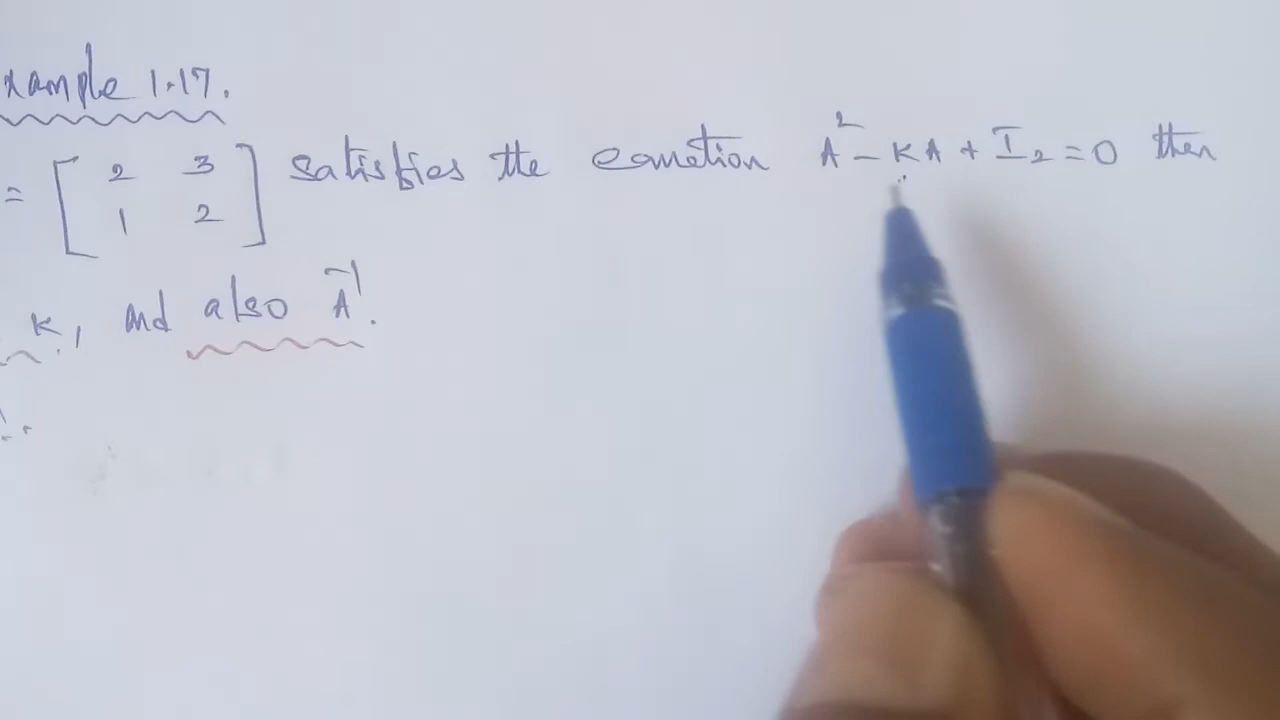 xample 1.17.
= [ 2 3 ] satisfies the equation A² - KA + I₂ = 0 then
[ 1 2 ]
K, and also A⁻¹.